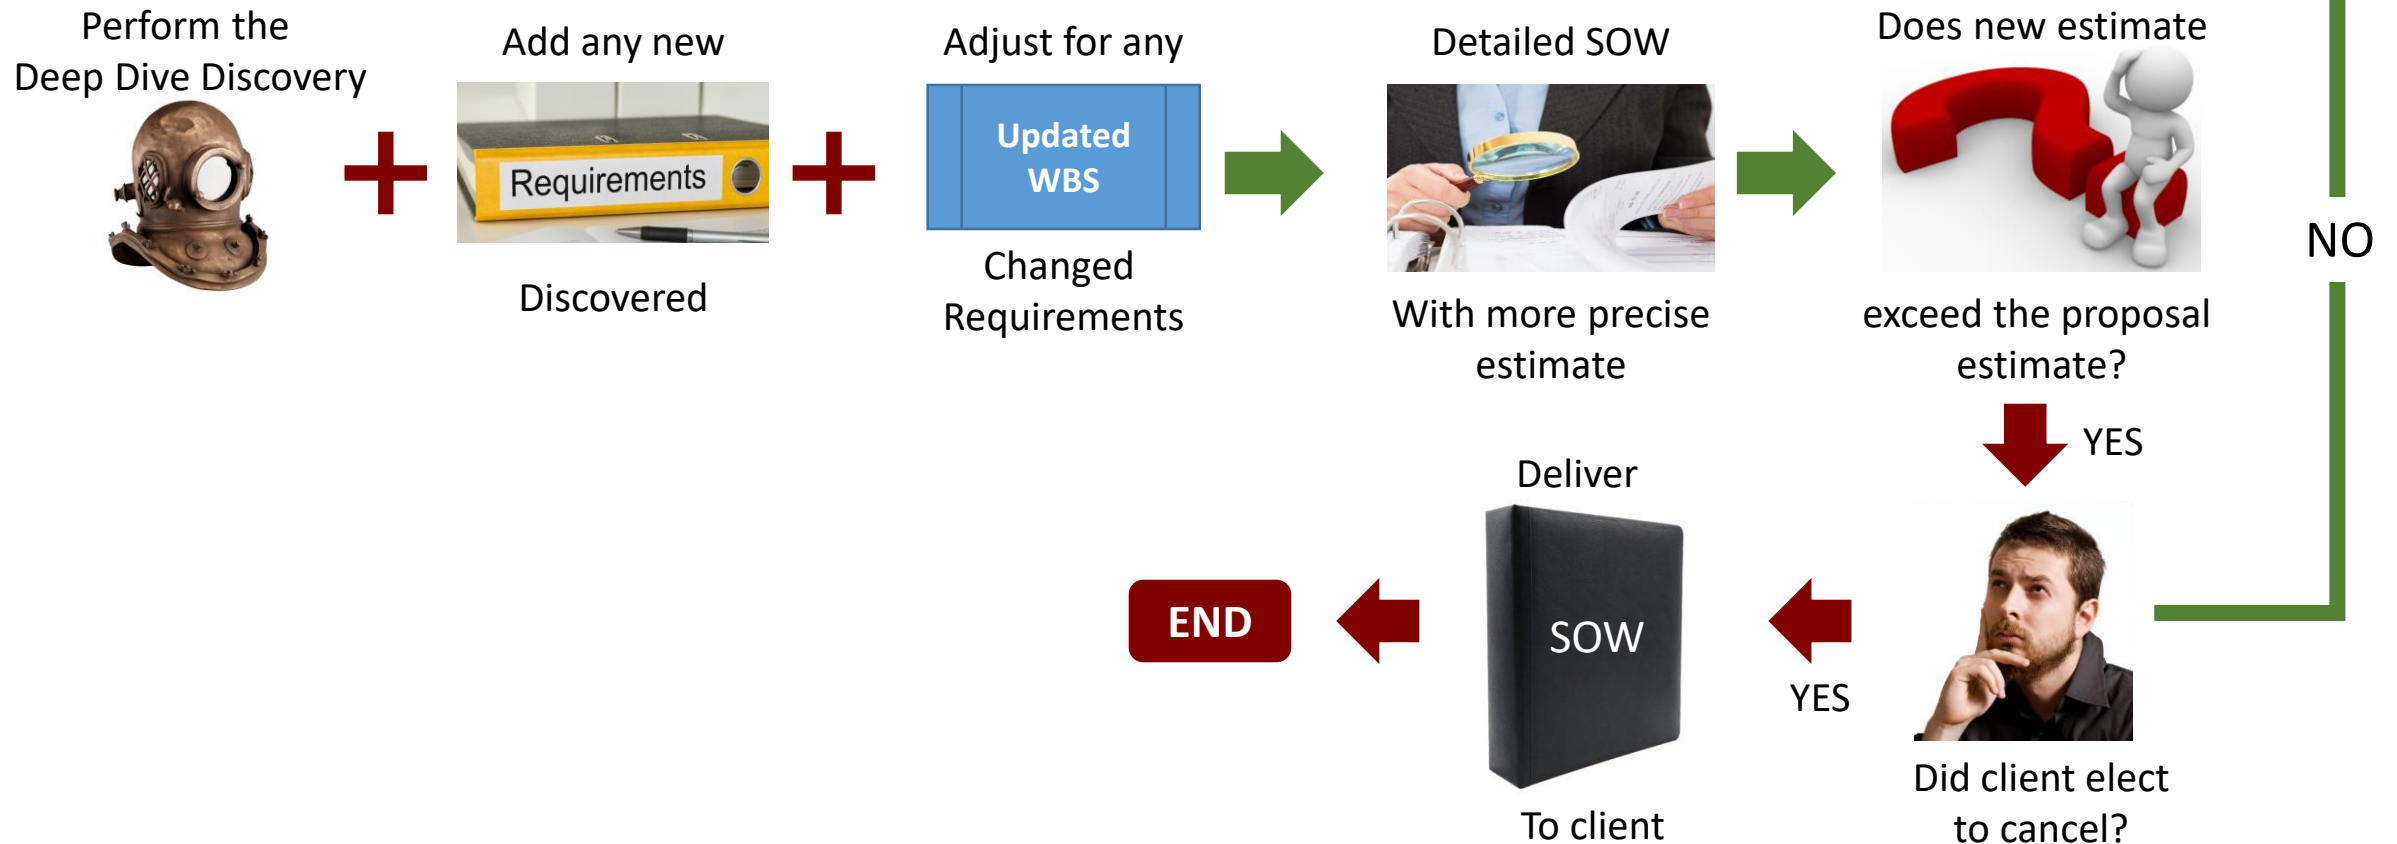 Perform the
Deep Dive Discovery
Add any new
Requirements
Discovered
Adjust for any
Updated
WBS
Changed
Requirements
Detailed SOW
With more precise
estimate
Does new estimate
exceed the proposal
estimate?
NO
YES
Did client elect
to cancel?
YES
Deliver
SOW
To client
END